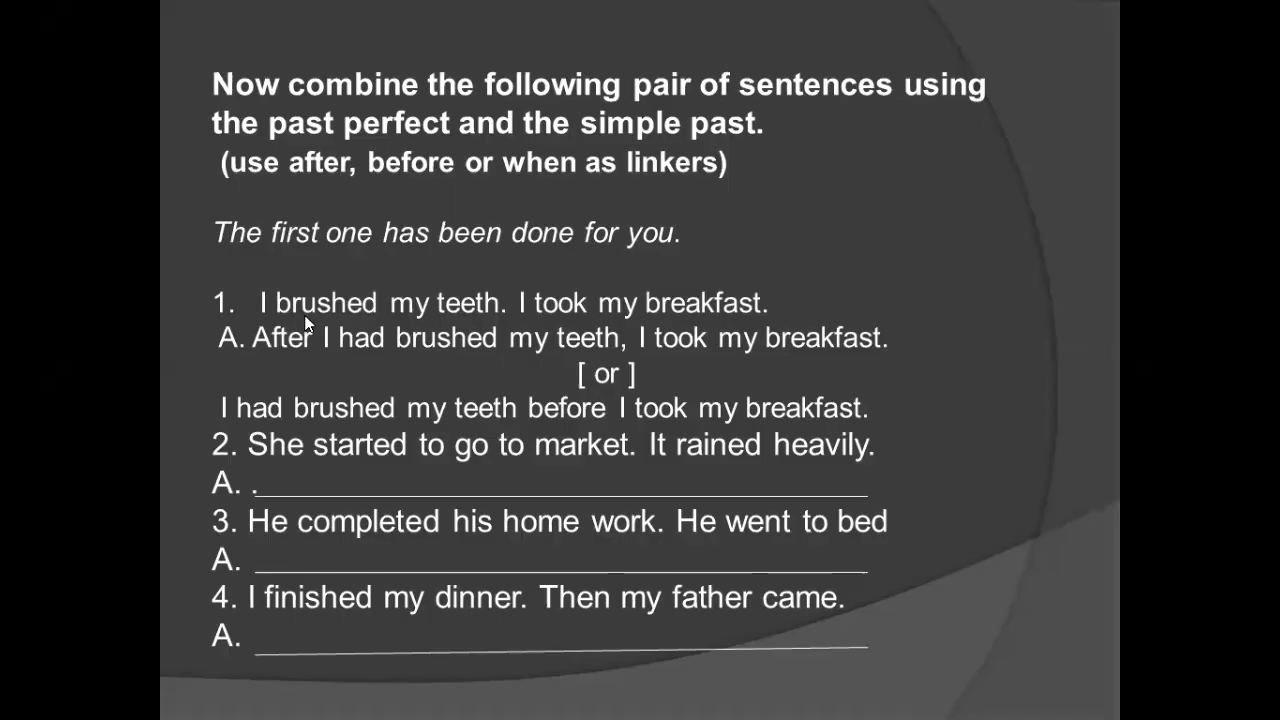 Now combine the following pair of sentences using
the past perfect and the simple past.
(use after, before or when as linkers)
The first one has been done for you.
1. I brushed my teeth. I took my breakfast.
A. After I had brushed my teeth, I took my breakfast.
[ or ]
I had brushed my teeth before I took my breakfast.
2. She started to go to market. It rained heavily.
A. .
3. He completed his home work. He went to bed
A.
4. I finished my dinner. Then my father came.
A.